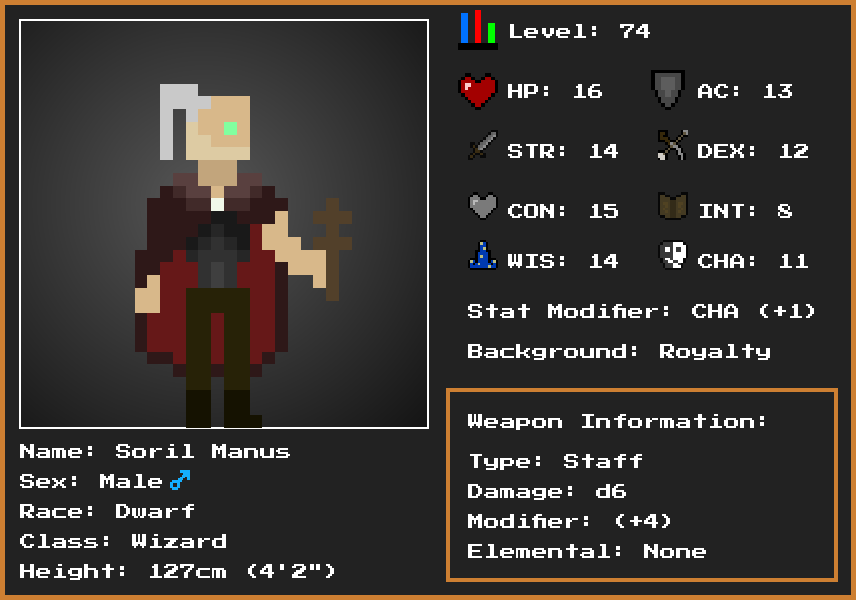 Level: 74
HP: 16 AC: 13
STR: 14 DEX: 12
CON: 15 INT: 8
WIS: 14 CHA: 11
Stat Modifier: CHA (+1)
Background: Royalty
Weapon Information:
Type: Staff
Damage: d6
Modifier: (+4)
Elemental: None
Name: Soril Manus
Sex: Male♂
Race: Dwarf
Class: Wizard
Height: 127cm (4'2")